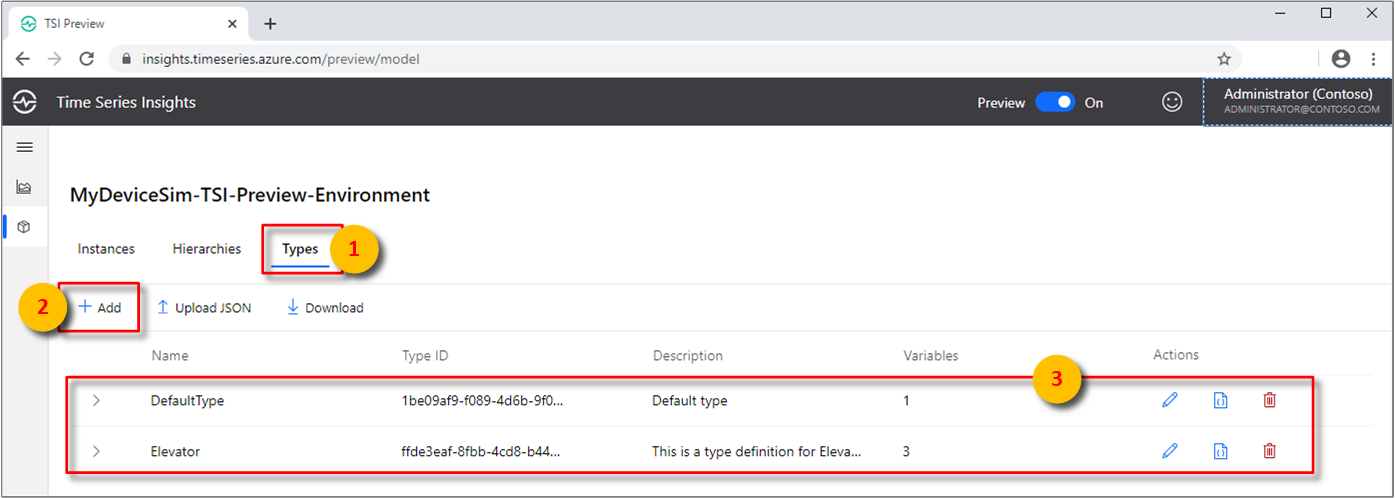 TSI Preview
insights.timeseries.azure.com/preview/model
Time Series Insights
Preview On
Administrator (Contoso)
ADMINISTRATOR@CONTOSO.COM
MyDeviceSim-TSI-Preview-Environment
Instances Hierarchies Types 1
2 Add Upload JSON Download
Name Type ID Description Variables Actions
3
DefaultType 1be09af9-f089-4d6b-9f0... Default type 1
Elevator ffde3eaf-8fbb-4cd8-b44... This is a type definition for Eleva... 3